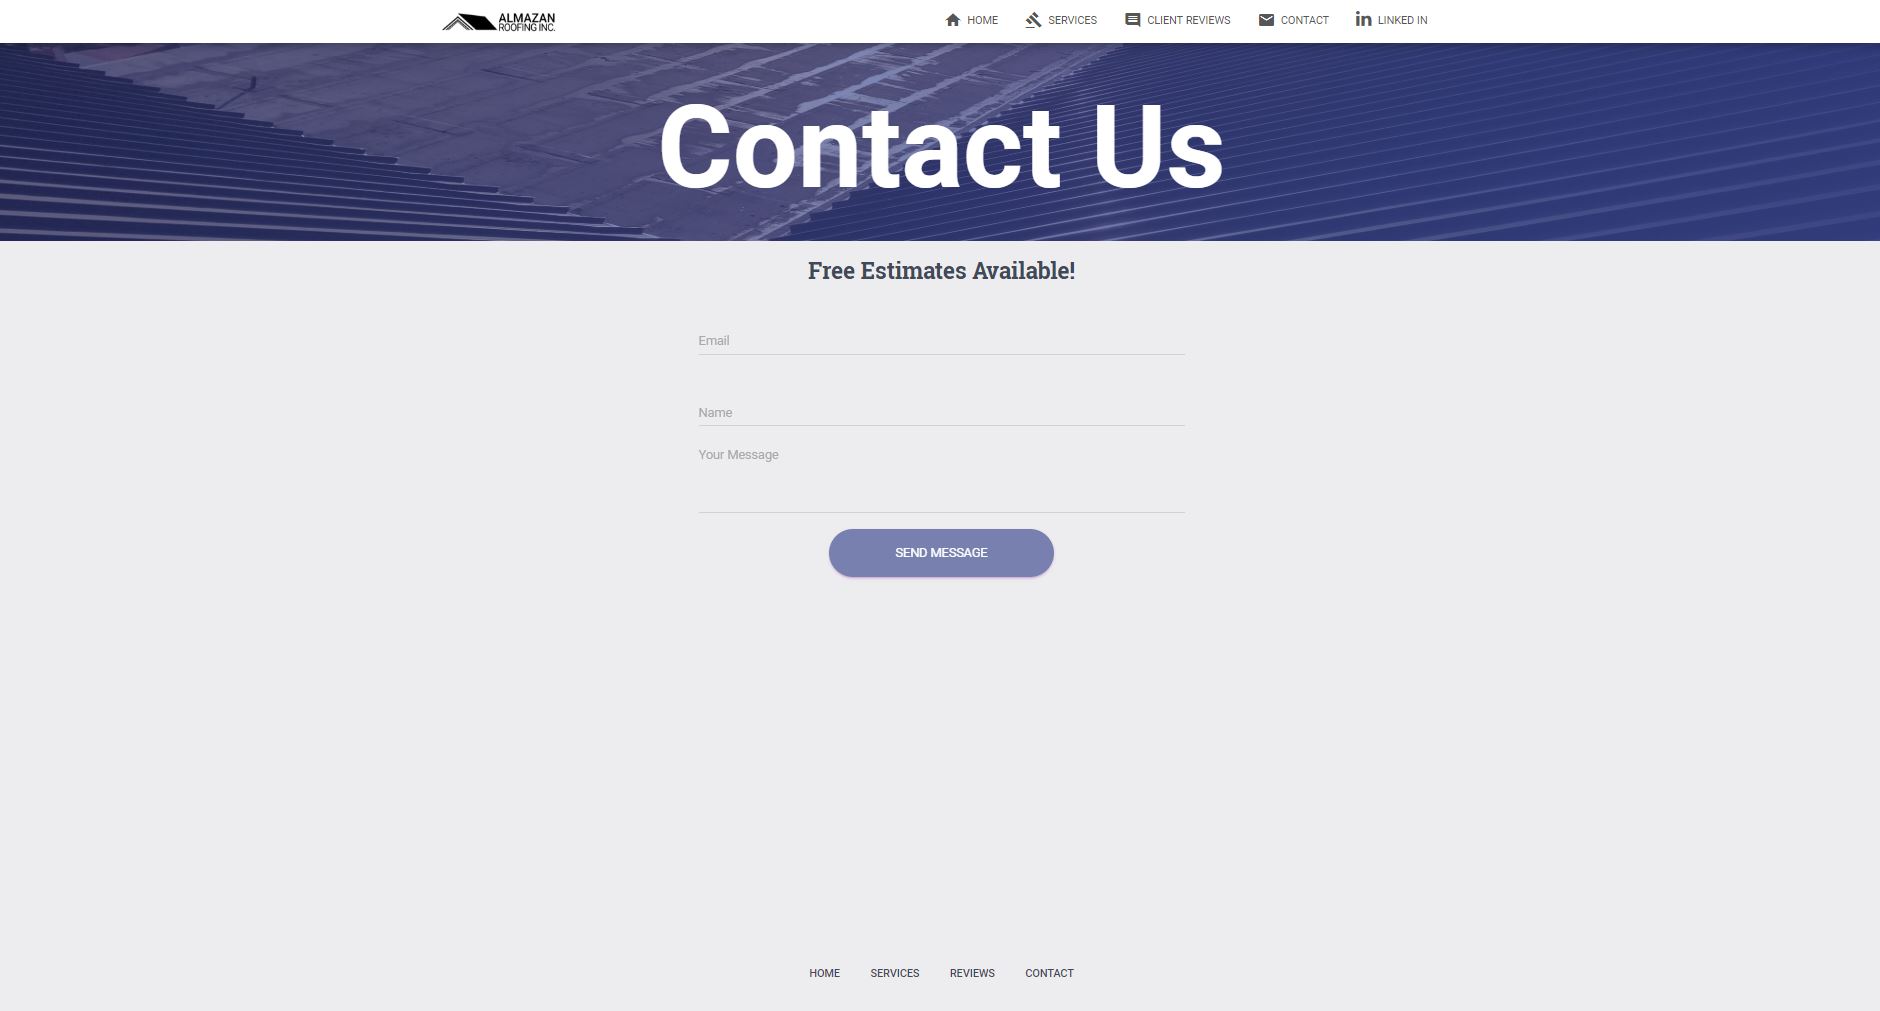 ALMAZAN
ROOFING INC.
HOME
SERVICES
CLIENT REVIEWS
CONTACT
LINKED IN
Contact Us
Free Estimates Available!
Email
Name
Your Message
SEND MESSAGE
HOME
SERVICES
REVIEWS
CONTACT